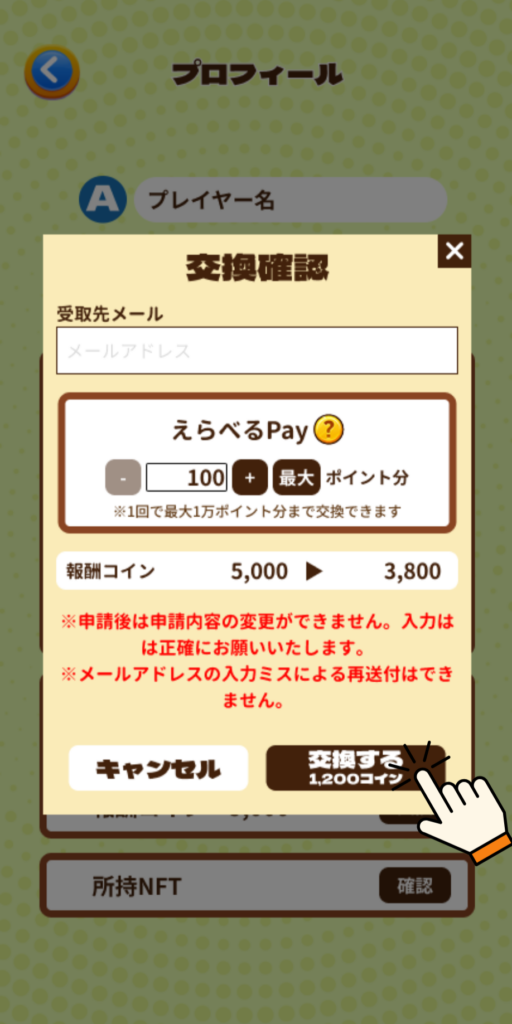 プロフィール
A
プレイヤー名
×
交換確認
受取先メール
メールアドレス
えらべるPay ?
- 100 + 最大 ポイント分
※1回で最大1万ポイント分まで交換できます
報酬コイン 5,000 ▶ 3,800
※申請後は申請内容の変更ができません。入力は
は正確にお願いいたします。
※メールアドレスの入力ミスによる再送付はでき
ません。
キャンセル
交換する
1,200コイン
所持NFT 確認